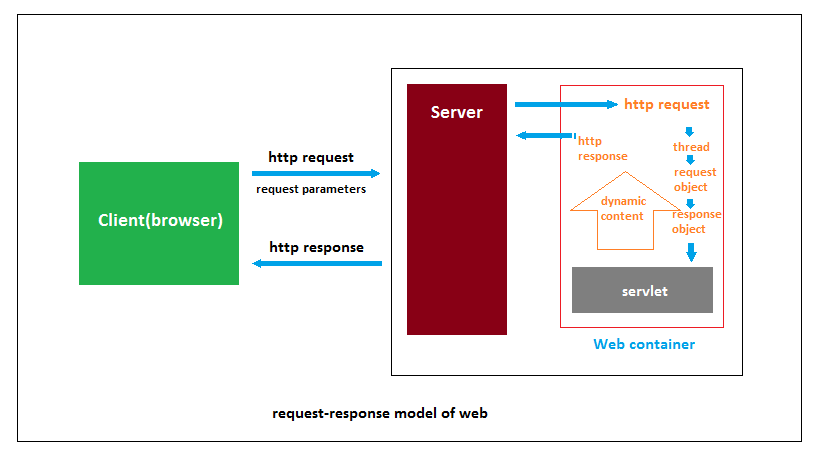 Client(browser)
http request
request parameters
http response
Server
http request
http
response
thread
request
object
response
object
dynamic
content
servlet
Web container
request-response model of web